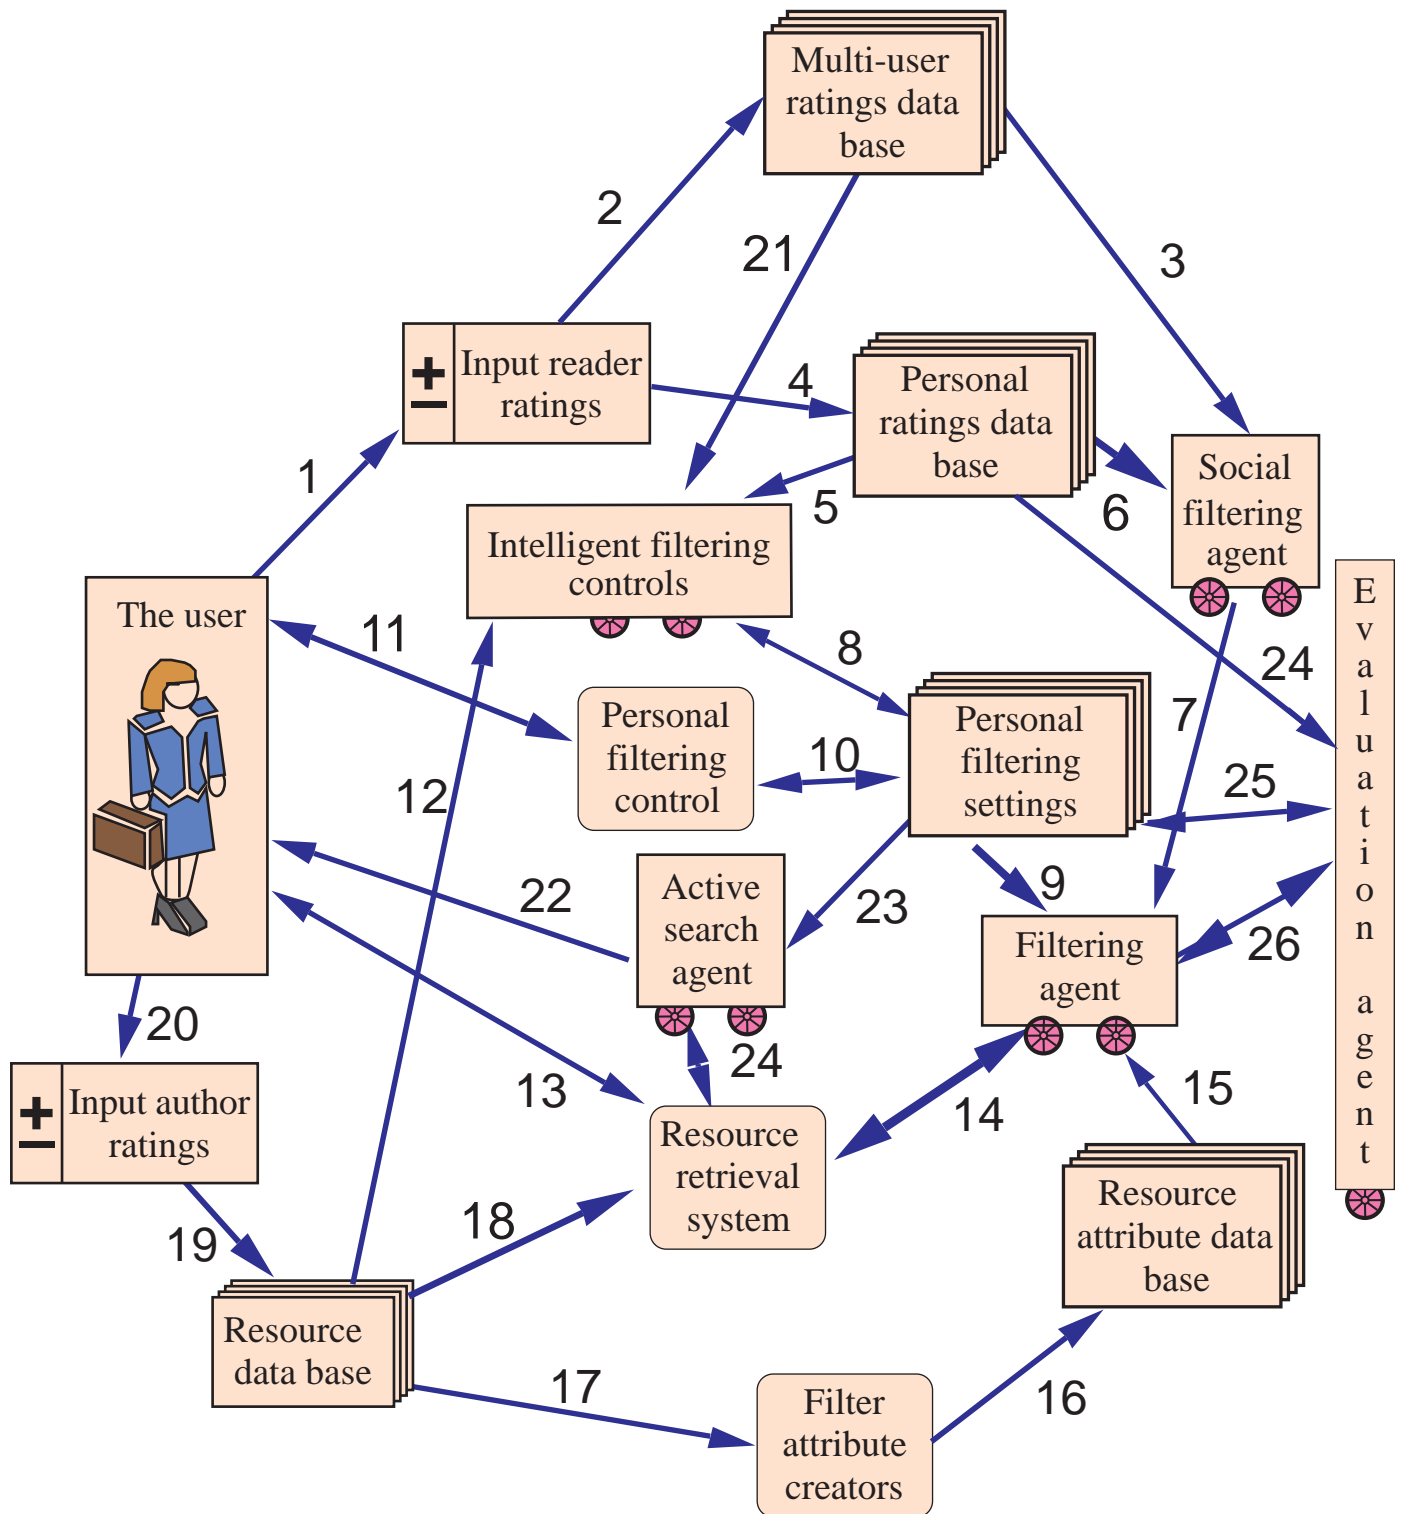 Multi-user
ratings data
base
2
21
3
+
−
Input reader
ratings
4
Personal
ratings data
base
1
5
6
Social
filtering
agent
Intelligent filtering
controls
The user
11
8
24
Evaluation agent
7
Personal
filtering
control
10
Personal
filtering
settings
12
25
22
Active
search
agent
23
9
Filtering
agent
26
20
13
24
14
15
+
−
Input author
ratings
Resource
retrieval
system
Resource
attribute data
base
19
18
Resource
data base
17
16
Filter
attribute
creators